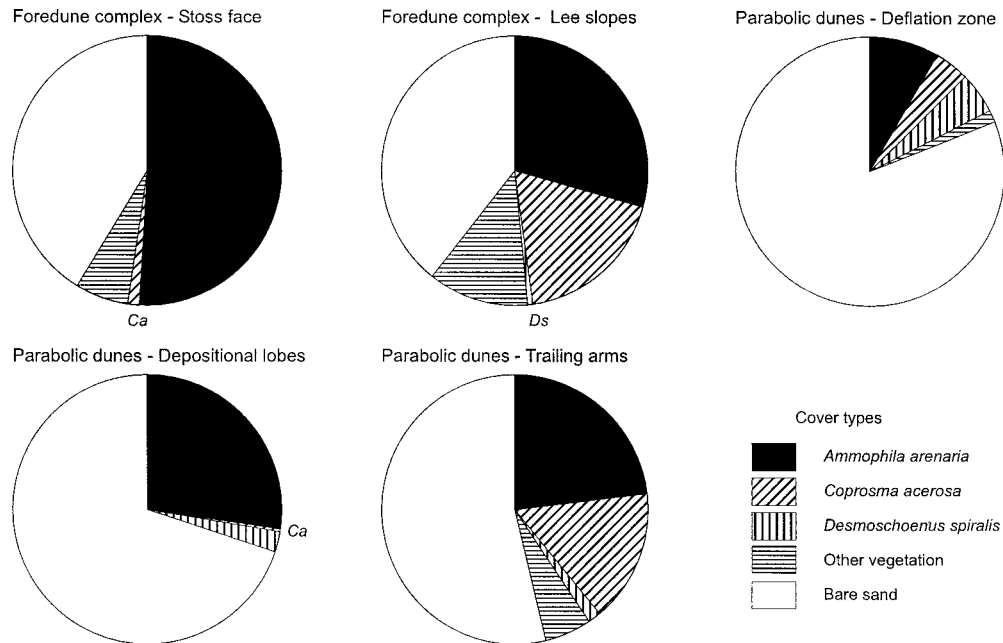 Foredune complex - Stoss face
Foredune complex - Lee slopes
Parabolic dunes - Deflation zone
Ca
Ds
Parabolic dunes - Depositional lobes
Parabolic dunes - Trailing arms
Ca
Cover types
Ammophila arenaria
Coprosma acerosa
Desmoschoenus spiralis
Other vegetation
Bare sand